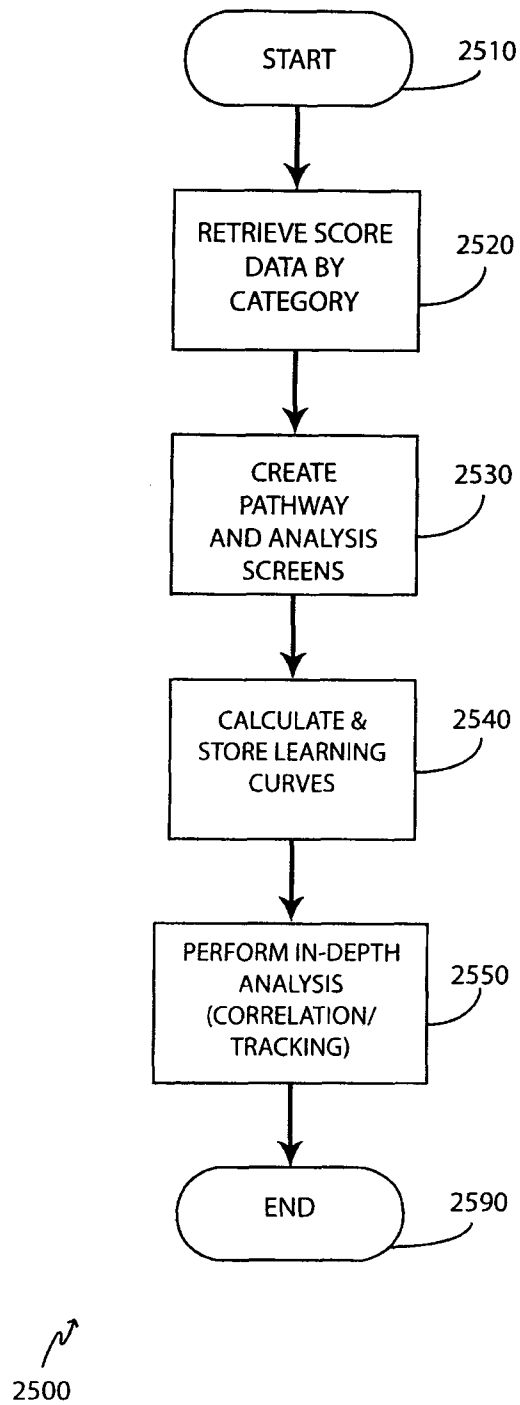 START
2510
RETRIEVE SCORE
DATA BY
CATEGORY
2520
CREATE
PATHWAY
AND ANALYSIS
SCREENS
2530
CALCULATE &
STORE LEARNING
CURVES
2540
PERFORM IN-DEPTH
ANALYSIS
(CORRELATION/
TRACKING)
2550
END
2590
2500